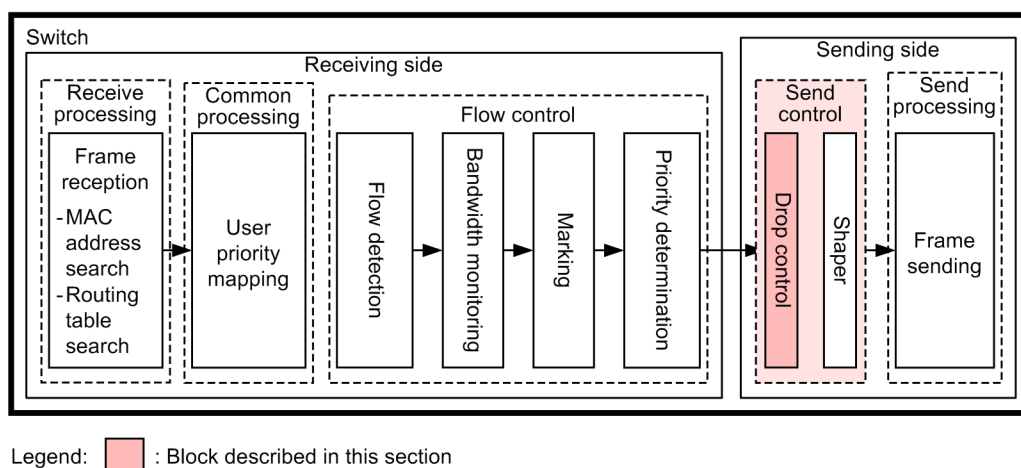 Switch
Receiving side
Sending side
Receive
processing
Common
processing
Flow control
Send
control
Send
processing
Frame
reception
-MAC
address
search
-Routing
table
search
User
priority
mapping
Flow detection
Bandwidth monitoring
Marking
Priority determination
Drop control
Shaper
Frame
sending
Legend: : Block described in this section